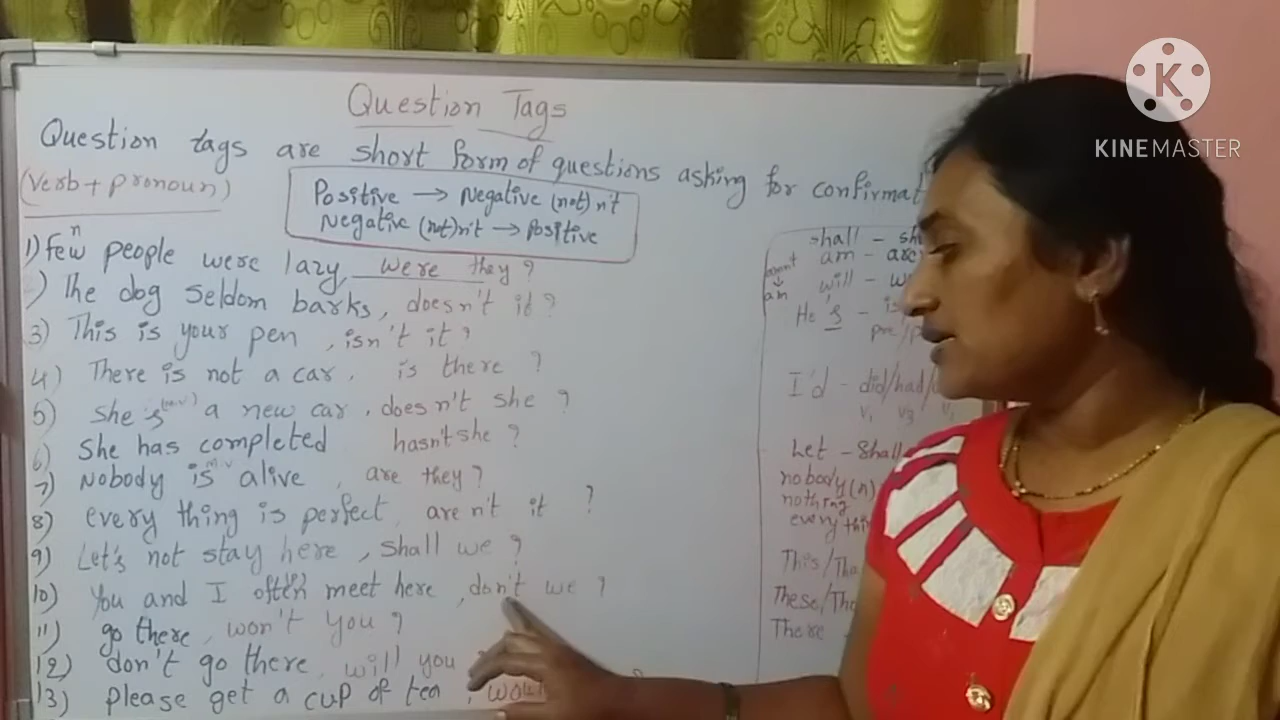 Question Tags
Question tags are short form of questions asking for confirmat
(verb + pronoun)
Positive → Negative (not) n't
Negative (not) n't → Positive
1) few n people were lazy were they?
) The dog seldom barks, doesn't it?
3) This is your pen, isn't it?
4) There is not a car. is there ?
5) She's (m.v) a new car, doesn't she ?
6) She has completed hasn't she ?
7) Nobody is m.v alive, are they?
8) every thing is perfect, aren't it ?
9) Let's not stay here, shall we ?
10) You and I often meet here, don't we ?
11) go there, won't you ?
12) don't go there, will you
13) please get a cup of tea,
shall - sh
am - are
am
will - w
He's - is
I'd - did/had/
v1 v3 v1
Let - Shall
nobody (n)
nothing
every thin
This/Tha
These/Tho
There
K
KINEMASTER